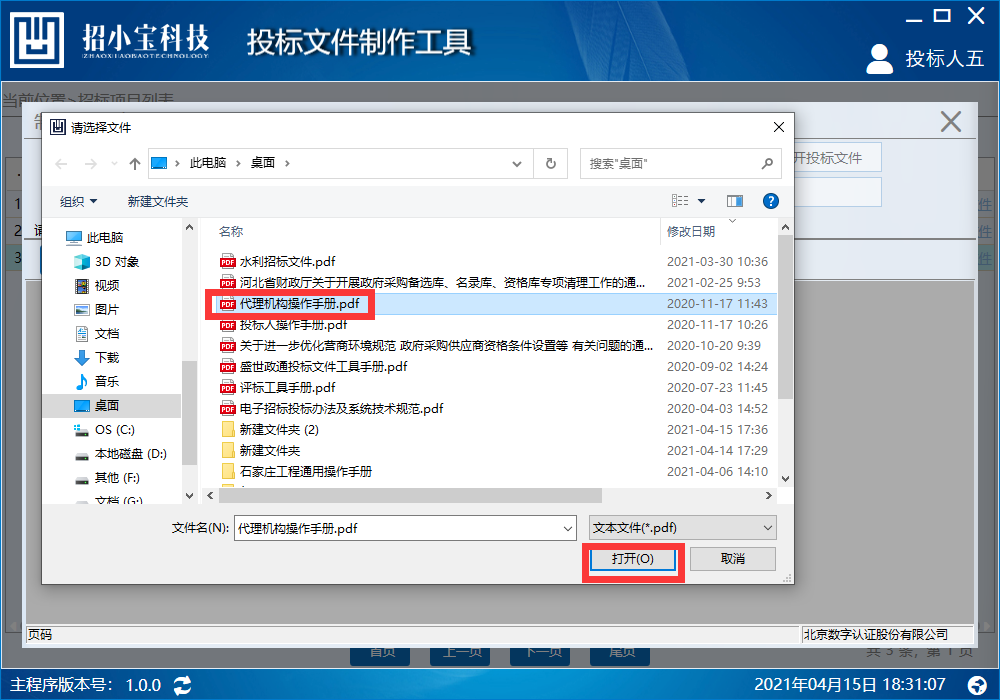 招小宝科技
ZHAOXIAOBAOTECHNOLOGY
投标文件制作工具
投标人五
当前位置>招标项目列表
请选择文件
此电脑 › 桌面 ›
搜索"桌面"
开投标文件
组织 新建文件夹
此电脑
3D 对象
视频
图片
文档
下载
音乐
桌面
OS (C:)
本地磁盘 (D:)
其他 (F:)
文档 (G:)
名称 修改日期
水利招标文件.pdf 2021-03-30 10:36
河北省财政厅关于开展政府采购备选库、名录库、资格库专项清理工作的通... 2021-02-25 9:53
代理机构操作手册.pdf 2020-11-17 11:43
投标人操作手册.pdf 2020-11-17 10:26
关于进一步优化营商环境规范 政府采购供应商资格条件设置等 有关问题的通... 2020-10-20 9:39
盛世政通投标文件工具手册.pdf 2020-09-02 14:24
评标工具手册.pdf 2020-07-23 11:45
电子招标投标办法及系统技术规范.pdf 2020-04-03 14:52
新建文件夹 (2) 2021-04-15 17:36
新建文件夹 2021-04-14 17:29
石家庄工程通用操作手册 2021-04-06 14:10
1
2 请
3
件
件
件
文件名(N): 代理机构操作手册.pdf 文本文件(*.pdf)
打开(O) 取消
页码 北京数字认证股份有限公司
首页 上一页 下一页 尾页 共 3 条，第 1 页
主程序版本号： 1.0.0 2021年04月15日 18:31:07